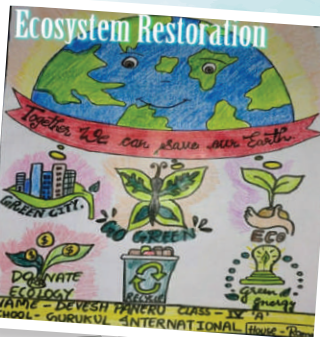 Ecosystem Restoration
Together We can save our Earth.
GREEN CITY.
GO GREEN
ECO
DONATE
ECOLOGY
RECYCLE
green
energy
NAME - DEVESH PANERU CLASS - IV 'A'
SCHOOL - GURUKUL INTERNATIONAL House -